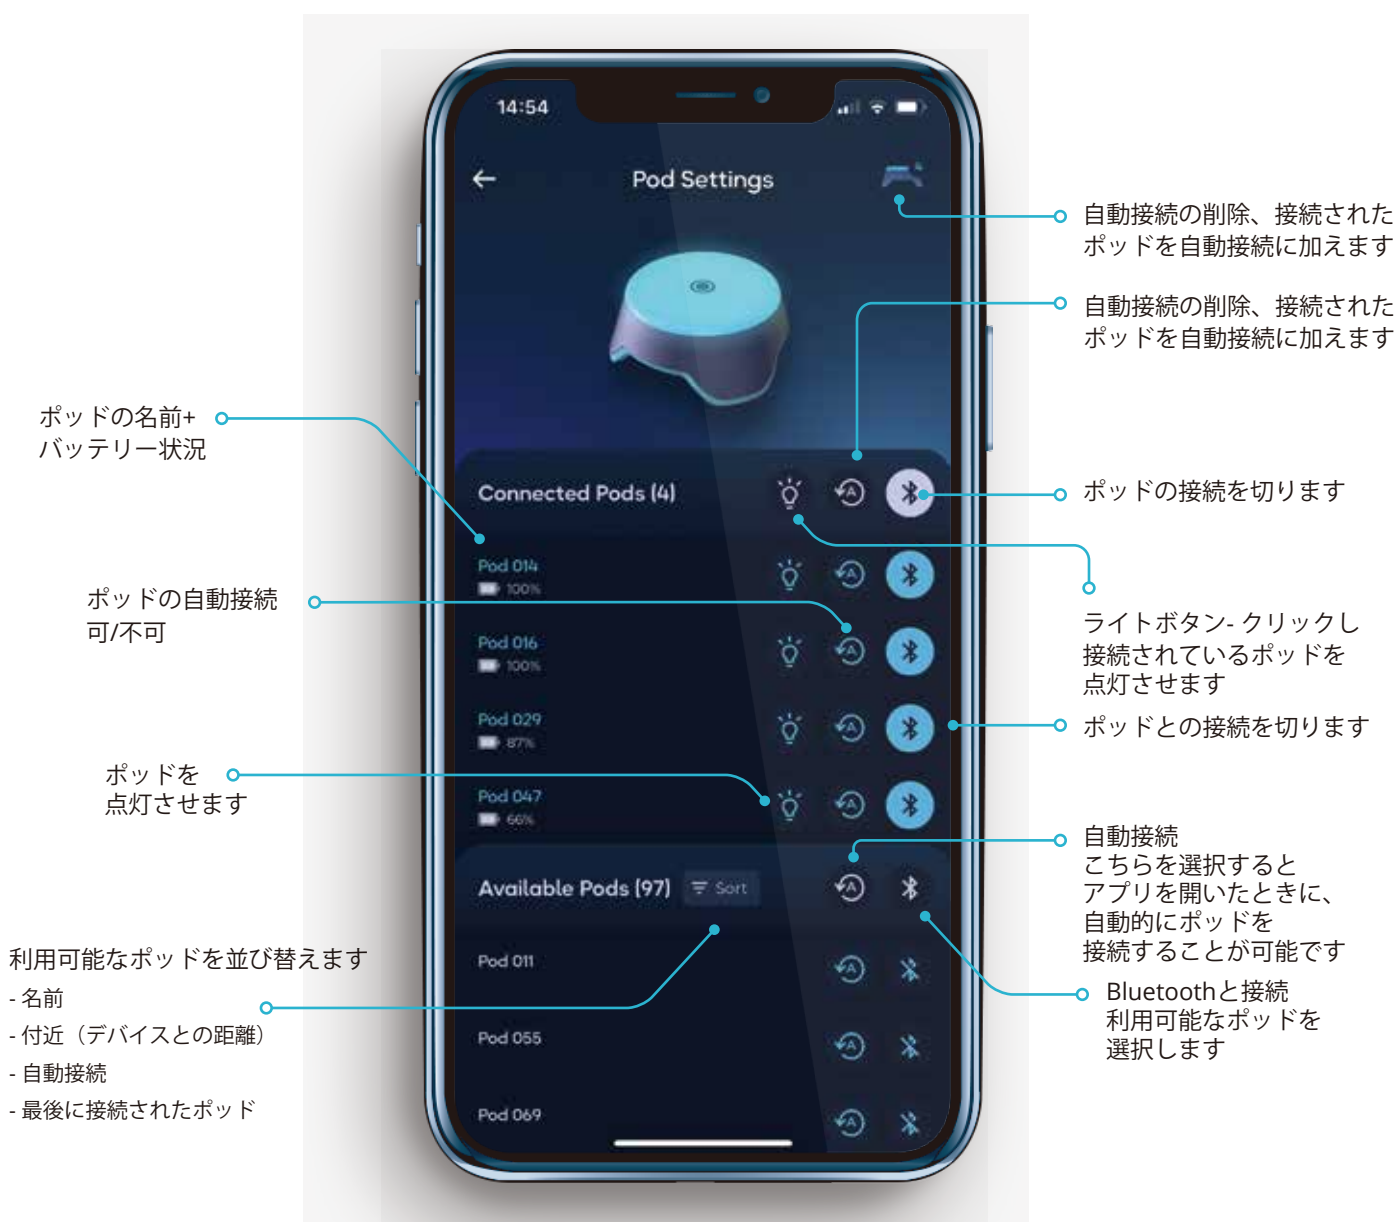 14:54
Pod Settings
自動接続の削除、接続された
ポッドを自動接続に加えます
自動接続の削除、接続された
ポッドを自動接続に加えます
ポッドの名前+
バッテリー状況
Connected Pods (4)
ポッドの接続を切ります
Pod 014
100%
ポッドの自動接続
可/不可
ライトボタン- クリックし
接続されているポッドを
点灯させます
Pod 016
100%
Pod 029
87%
ポッドとの接続を切ります
ポッドを
点灯させます
Pod 047
66%
自動接続
こちらを選択すると
アプリを開いたときに、
自動的にポッドを
接続することが可能です
Available Pods (97)
Sort
利用可能なポッドを並び替えます
- 名前
- 付近（デバイスとの距離）
- 自動接続
- 最後に接続されたポッド
Pod 011
Bluetoothと接続
利用可能なポッドを
選択します
Pod 055
Pod 069